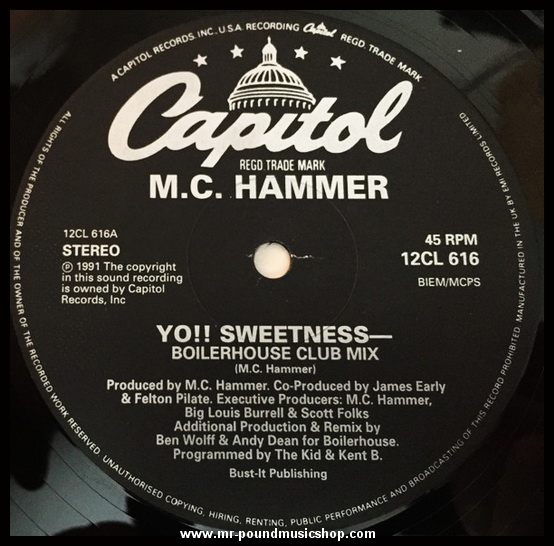 A CAPITOL RECORDS, INC., U.S.A. RECORDING Capitol REGD. TRADE MARK
Capitol
REGD TRADE MARK
M.C. HAMMER
12CL 616A
STEREO
℗ 1991 The copyright
in this sound recording
is owned by Capitol
Records, Inc
45 RPM
12CL 616
BIEM/MCPS
YO!! SWEETNESS—
BOILERHOUSE CLUB MIX
(M.C. Hammer)
Produced by M.C. Hammer. Co-Produced by James Early
& Felton Pilate. Executive Producers: M.C. Hammer,
Big Louis Burrell & Scott Folks
Additional Production & Remix by
Ben Wolff & Andy Dean for Boilerhouse.
Programmed by The Kid & Kent B.
Bust-It Publishing
ALL RIGHTS OF THE PRODUCER AND OF THE OWNER OF THE RECORDED WORK RESERVED. UNAUTHORISED COPYING, HIRING, RENTING, PUBLIC PERFORMANCE AND BROADCASTING OF THIS RECORD PROHIBITED. MANUFACTURED IN THE UK BY EMI RECORDS LIMITED
www.mr-poundmusicshop.com